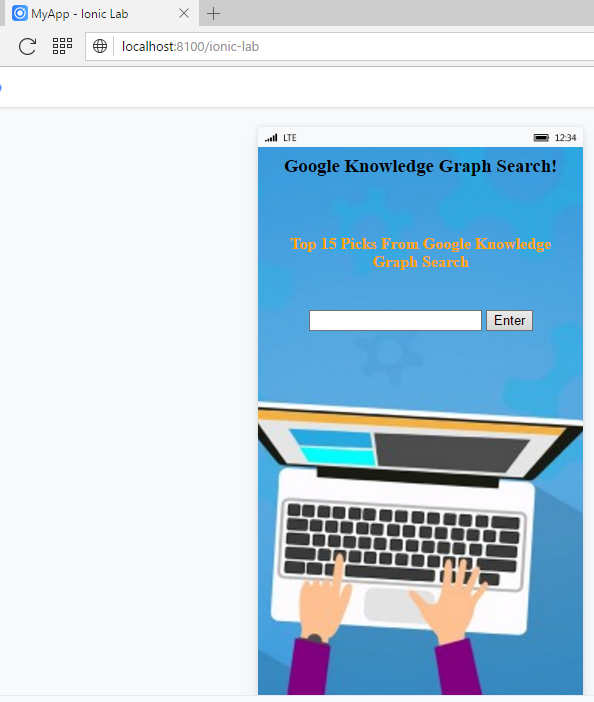 MyApp - Ionic Lab
localhost:8100/ionic-lab
LTE 12:34
Google Knowledge Graph Search!
Top 15 Picks From Google Knowledge
Graph Search
Enter